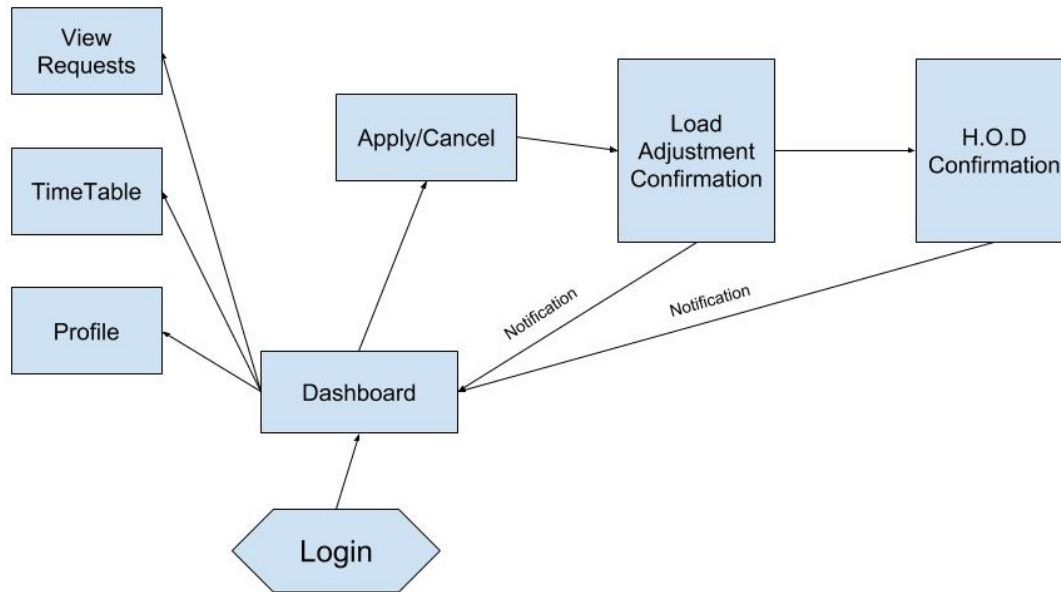 View
Requests
Apply/Cancel
Load
Adjustment
Confirmation
H.O.D
Confirmation
TimeTable
Profile
Notification
Notification
Dashboard
Login